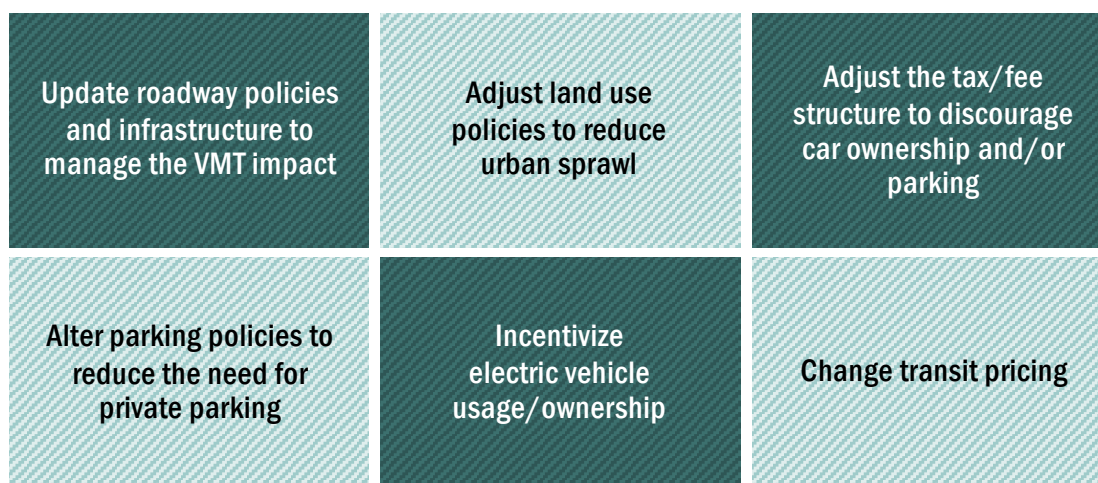 Update roadway policies
and infrastructure to
manage the VMT impact
Adjust land use
policies to reduce
urban sprawl
Adjust the tax/fee
structure to discourage
car ownership and/or
parking
Alter parking policies to
reduce the need for
private parking
Incentivize
electric vehicle
usage/ownership
Change transit pricing